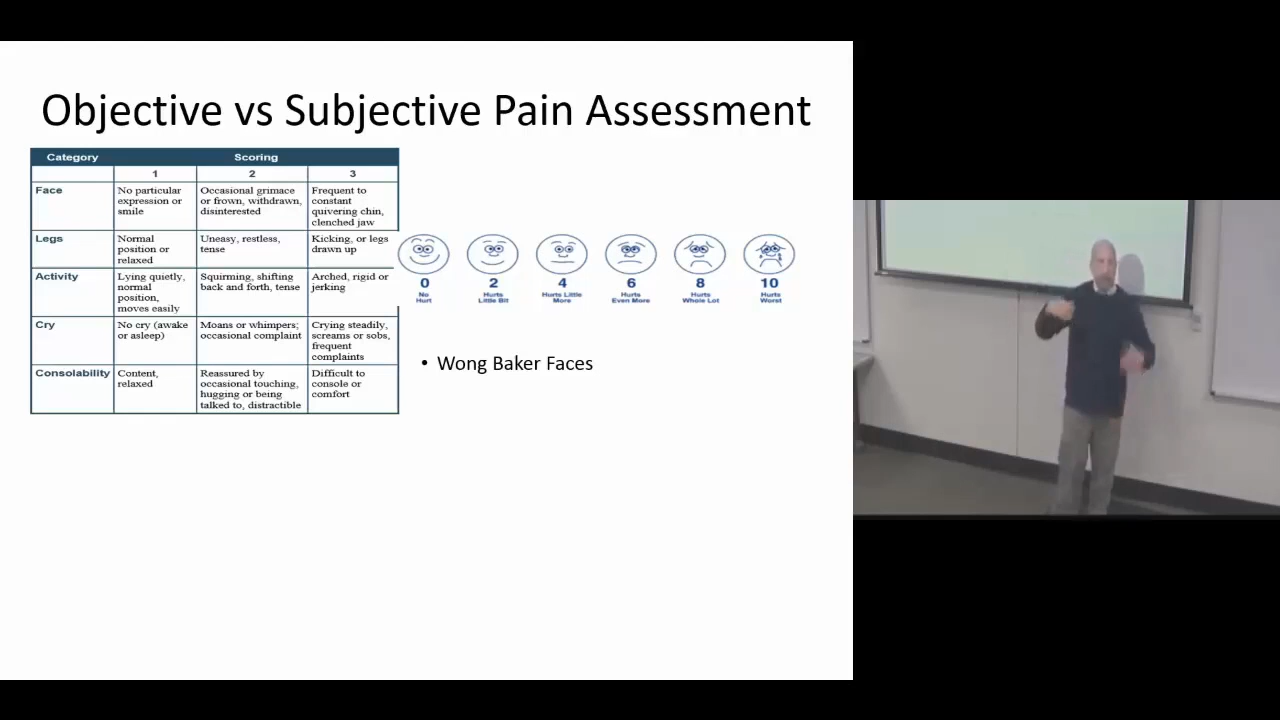 Objective vs Subjective Pain Assessment
Category Scoring
1 2 3
Face
No particular
expression or
smile
Occasional grimace
or frown, withdrawn,
disinterested
Frequent to
constant
quivering chin,
clenched jaw
Legs
Normal
position or
relaxed
Uneasy, restless,
tense
Kicking, or legs
drawn up
Activity
Lying quietly,
normal
position,
moves easily
Squirming, shifting
back and forth, tense
Arched, rigid or
jerking
Cry
No cry (awake
or asleep)
Moans or whimpers;
occasional complaint
Crying steadily,
screams or sobs,
frequent
complaints
Consolability
Content,
relaxed
Reassured by
occasional touching,
hugging or being
talked to, distractible
Difficult to
console or
comfort
0
No
Hurt
2
Hurts
Little Bit
4
Hurts Little
More
6
Hurts
Even More
8
Hurts
Whole Lot
10
Hurts
Worst
• Wong Baker Faces